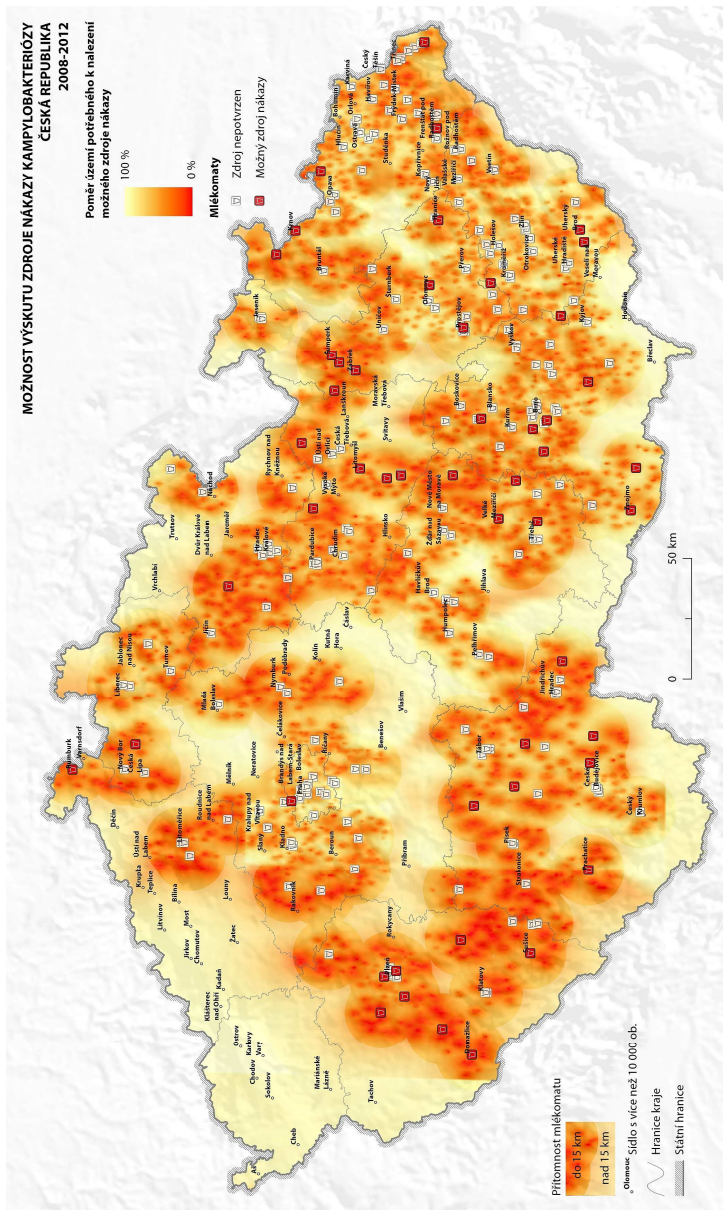 MOŽNOST VÝSKUTU ZDROJE NÁKAZY KAMPYLOBAKTERIÓZY
ČESKÁ REPUBLIKA
2008-2012
Poměr území potřebného k nalezení
možného zdroje nákazy
100 %
0 %
Mlékomaty
Zdroj nepotvrzen
Možný zdroj nákazy
Přítomnost mlékomatu
do 15 km
nad 15 km
Olomouc
Sídlo s více než 10 000 ob.
Hranice kraje
Státní hranice
0
50 km
Aš
Cheb
Sokolov
Chodov
Karlovy
Vary
Ostrov
Mariánské
Lázně
Tachov
Klášterec
nad Ohří
Kadaň
Chomutov
Jirkov
Most
Litvínov
Žatec
Louny
Bílina
Teplice
Krupka
Ústí nad
Labem
Děčín
Litoměřice
Roudnice
nad Labem
Rumburk
Varnsdorf
Nový Bor
Česká
Lípa
Liberec
Jablonec
nad Nisou
Turnov
Mladá
Boleslav
Mělník
Neratovice
Kralupy nad
Vltavou
Slaný
Kladno
Rakovník
Beroun
Praha
Brandýs nad
Labem-Stará
Boleslav
Čelákovice
Říčany
Nymburk
Poděbrady
Kolín
Kutná
Hora
Čáslav
Vlašim
Benešov
Příbram
Rokycany
Plzeň
Domažlice
Klatovy
Sušice
Strakonice
Písek
Prachatice
České
Budějovice
Český
Krumlov
Tábor
Jindřichův
Hradec
Pelhřimov
Humpolec
Havlíčkův
Brod
Jihlava
Třebíč
Velké
Meziříčí
Žďár nad
Sázavou
Nové Město
na Moravě
Znojmo
Jičín
Vrchlabí
Trutnov
Dvůr Králové
nad Labem
Jaroměř
Náchod
Hradec
Králové
Pardubice
Chrudim
Hlinsko
Rychnov nad
Kněžnou
Ústí nad
Orlicí
Česká
Třebová
Vysoké
Mýto
Litomyšl
Svitavy
Lanškroun
Moravská
Třebová
Zábřeh
Šumperk
Jeseník
Bruntál
Krnov
Opava
Uničov
Šternberk
Olomouc
Prostějov
Přerov
Boskovice
Blansko
Kuřim
Brno
Vyškov
Kyjov
Hodonín
Břeclav
Veselí nad
Moravou
Uherské
Hradiště
Uherský
Brod
Otrokovice
Zlín
Kroměříž
Holešov
Hranice
Vsetín
Valašské
Meziříčí
Nový
Jičín
Kopřivnice
Studénka
Rožnov pod
Radhoštěm
Frenštát pod
Radhoštěm
Frýdek-Místek
Hlučín
Ostrava
Bohumín
Orlová
Karviná
Havířov
Český
Těšín
Třinec